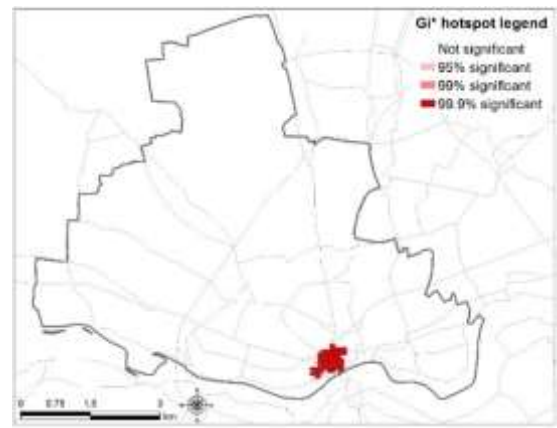 Gi* hotspot legend
Not significant
95% significant
99% significant
99.9% significant
0 0.75 1.5 3
km